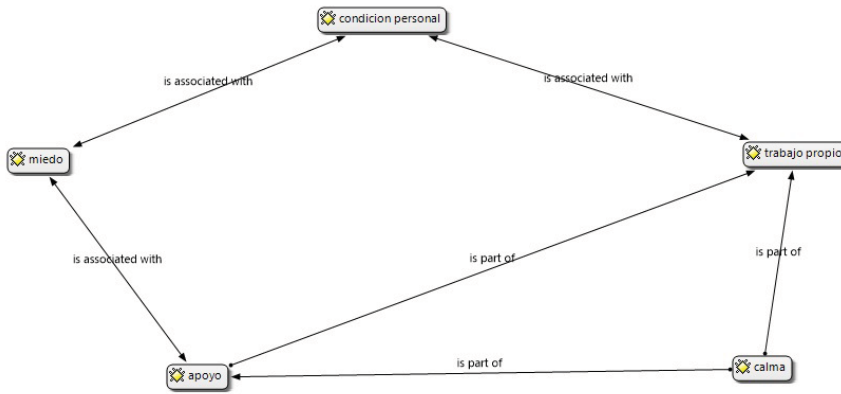 condicion personal
is associated with
is associated with
miedo
trabajo propio
is associated with
is part of
is part of
is part of
apoyo
calma